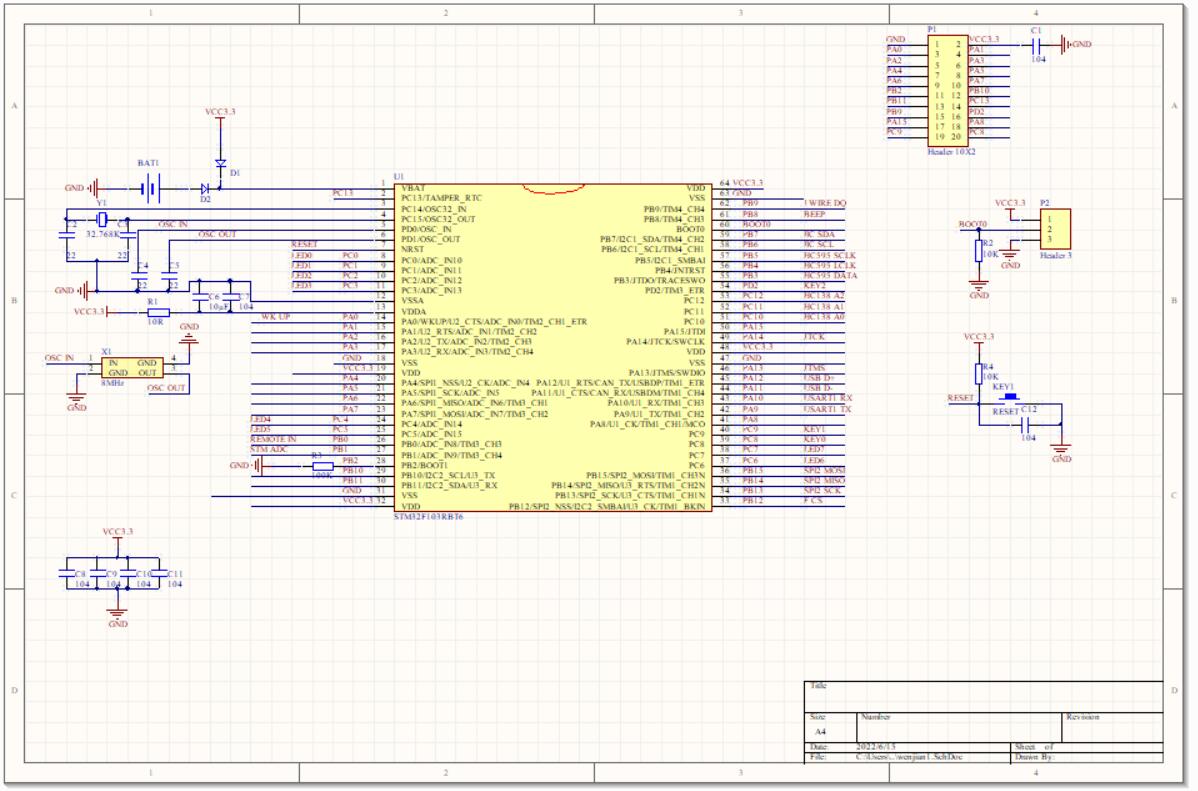 1 2 3 4
A
B
C
D
A
B
C
D
1 2 3 4
P1
GND 1 2 VCC3.3
PA0 3 4 PA1
PA2 5 6 PA3
PA4 7 8 PA5
PA6 9 10 PA7
PB2 11 12 PB10
PB11 13 14 PC13
PB9 15 16 PD2
PA15 17 18 PA8
PC9 19 20 PC8
Header 10X2
C1
104
GND
VCC3.3
D1
BAT1
GND
D2
Y1
32.768K
C2
22
C3
22
OSC IN
OSC OUT
C4
22
C5
22
GND
C6
10μF
C7
104
R1
VCC3.3
10R
GND
X1
OSC IN 1 IN GND 4
2 GND OUT 3
8MHz
OSC OUT
GND
U1
1 VBAT
PC13 2 PC13/TAMPER_RTC
3 PC14/OSC32_IN
4 PC15/OSC32_OUT
5 PD0/OSC_IN
6 PD1/OSC_OUT
RESET 7 NRST
LED0 PC0 8 PC0/ADC_IN10
LED1 PC1 9 PC1/ADC_IN11
LED2 PC2 10 PC2/ADC_IN12
LED3 PC3 11 PC3/ADC_IN13
12 VSSA
13 VDDA
WK UP PA0 14 PA0/WKUP/U2_CTS/ADC_IN0/TIM2_CH1_ETR
PA1 15 PA1/U2_RTS/ADC_IN1/TIM2_CH2
PA2 16 PA2/U2_TX/ADC_IN2/TIM2_CH3
PA3 17 PA3/U2_RX/ADC_IN3/TIM2_CH4
GND 18 VSS
VCC3.3 19 VDD
PA4 20 PA4/SPI1_NSS/U2_CK/ADC_IN4
PA5 21 PA5/SPI1_SCK/ADC_IN5
PA6 22 PA6/SPI1_MISO/ADC_IN6/TIM3_CH1
PA7 23 PA7/SPI1_MOSI/ADC_IN7/TIM3_CH2
LED4 PC4 24 PC4/ADC_IN14
LED5 PC5 25 PC5/ADC_IN15
REMOTE IN PB0 26 PB0/ADC_IN8/TIM3_CH3
STM ADC PB1 27 PB1/ADC_IN9/TIM3_CH4
PB2 28 PB2/BOOT1
PB10 29 PB10/I2C2_SCL/U3_TX
PB11 30 PB11/I2C2_SDA/U3_RX
GND 31 VSS
VCC3.3 32 VDD
GND
R3
100K
STM32F103RBT6
VDD 64 VCC3.3
VSS 63 GND
PB9/TIM4_CH4 62 PB9 1WIRE DQ
PB8/TIM4_CH3 61 PB8 BEEP
BOOT0 60 BOOT0
PB7/I2C1_SDA/TIM4_CH2 59 PB7 IIC SDA
PB6/I2C1_SCL/TIM4_CH1 58 PB6 IIC SCL
PB5/I2C1_SMBAI 57 PB5 HC595 SCLK
PB4/JNTRST 56 PB4 HC595 LCLK
PB3/JTDO/TRACESWO 55 PB3 HC595 DATA
PD2/TIM3_ETR 54 PD2 KEY2
PC12 53 PC12 HC138 A2
PC11 52 PC11 HC138 A1
PC10 51 PC10 HC138 A0
PA15/JTDI 50 PA15
PA14/JTCK/SWCLK 49 PA14 JTCK
VDD 48 VCC3.3
VSS 47 GND
PA13/JTMS/SWDIO 46 PA13 JTMS
PA12/U1_RTS/CAN_TX/USBDP/TIM1_ETR 45 PA12 USB D+
PA11/U1_CTS/CAN_RX/USBDM/TIM1_CH4 44 PA11 USB D-
PA10/U1_RX/TIM1_CH3 43 PA10 USART1 RX
PA9/U1_TX/TIM1_CH2 42 PA9 USART1 TX
PA8/U1_CK/TIM1_CH1/MCO 41 PA8
PC9 40 PC9 KEY1
PC8 39 PC8 KEY0
PC7 38 PC7 LED7
PC6 37 PC6 LED6
PB15/SPI2_MOSI/TIM1_CH3N 36 PB15 SPI2 MOSI
PB14/SPI2_MISO/U3_RTS/TIM1_CH2N 35 PB14 SPI2 MISO
PB13/SPI2_SCK/U3_CTS/TIM1_CH1N 34 PB13 SPI2 SCK
PB12/SPI2_NSS/I2C2_SMBAI/U3_CK/TIM1_BKIN 33 PB12 F CS
VCC3.3 P2
BOOT0 1
2
3
R2
10K
GND
Header 3
GND
VCC3.3
R4
10K
KEY1
RESET
RESET C12
104
GND
VCC3.3
C8 C9 C10 C11
104 104 104 104
GND
Title
Size Number Revision
A4
Date: 2022/6/15 Sheet of
File: C:\Users\..\wenjian1.SchDoc Drawn By: